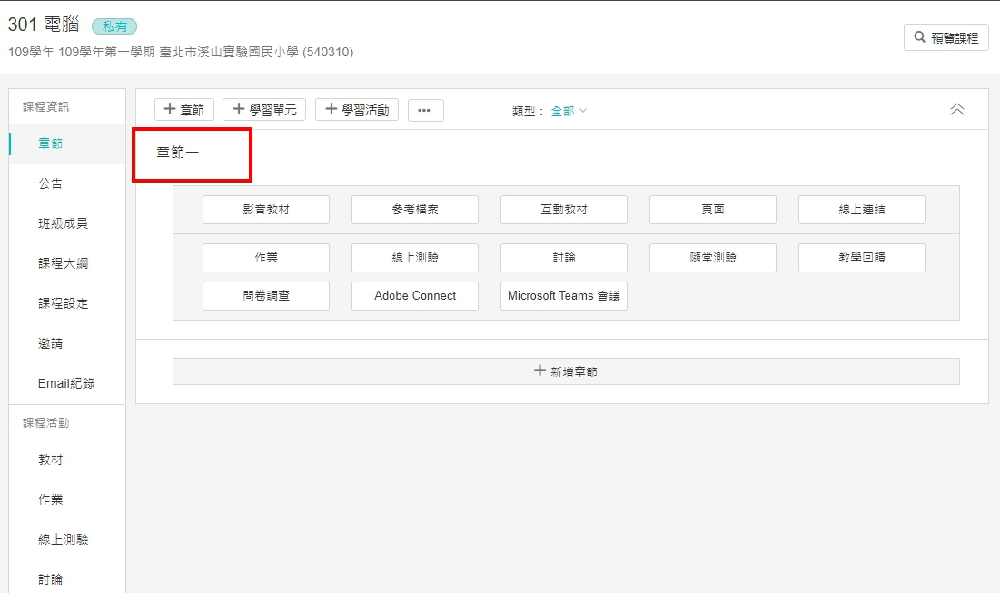 301 電腦 私有
109學年 109學年第一學期 臺北市溪山實驗國民小學 (540310)
預覽課程
課程資訊
章節
公告
班級成員
課程大綱
課程設定
邀請
Email紀錄
課程活動
教材
作業
線上測驗
討論
+ 章節 + 學習單元 + 學習活動 ••• 類型： 全部
章節一
影音教材 參考檔案 互動教材 頁面 線上連結
作業 線上測驗 討論 隨堂測驗 教學回饋
問卷調查 Adobe Connect Microsoft Teams 會議
+ 新增章節